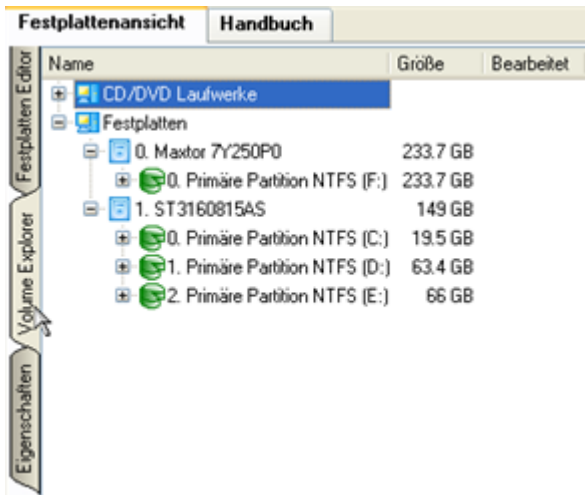 Festplattenansicht Handbuch
Festplatten Editor
Volume Explorer
Eigenschaften
Name Größe Bearbeitet
CD/DVD Laufwerke
Festplatten
0. Maxtor 7Y250P0 233.7 GB
0. Primäre Partition NTFS (F:) 233.7 GB
1. ST3160815AS 149 GB
0. Primäre Partition NTFS (C:) 19.5 GB
1. Primäre Partition NTFS (D:) 63.4 GB
2. Primäre Partition NTFS (E:) 66 GB